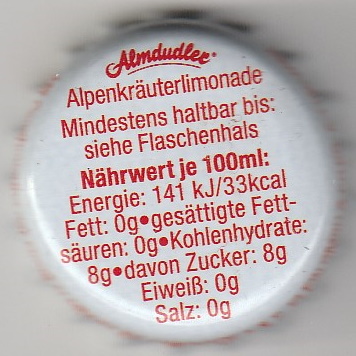 Almdudler
Alpenkräuterlimonade
Mindestens haltbar bis:
siehe Flaschenhals
Nährwert je 100ml:
Energie: 141 kJ/33kcal
Fett: 0g•gesättigte Fett-
säuren: 0g•Kohlenhydrate:
8g•davon Zucker: 8g
Eiweiß: 0g
Salz: 0g